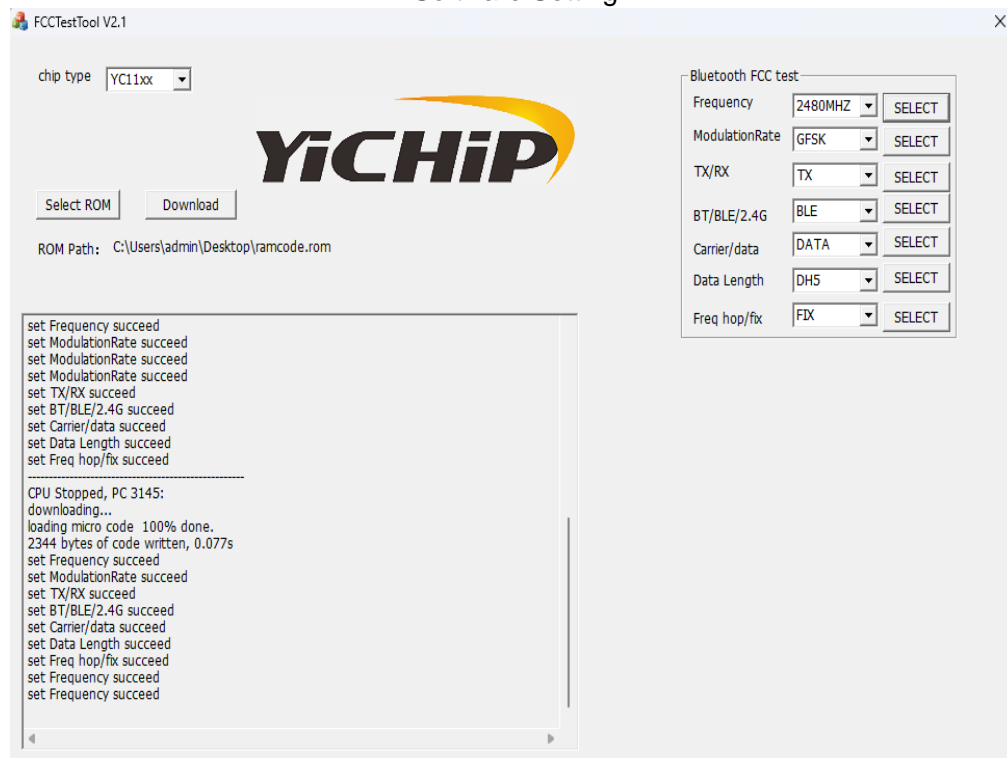 FCCTestTool V2.1
chip type YC11xx
YiCHiP
Select ROM Download
ROM Path: C:\Users\admin\Desktop\ramcode.rom
Bluetooth FCC test
Frequency 2480MHZ SELECT
ModulationRate GFSK SELECT
TX/RX TX SELECT
BT/BLE/2.4G BLE SELECT
Carrier/data DATA SELECT
Data Length DH5 SELECT
Freq hop/fix FIX SELECT
set Frequency succeed
set ModulationRate succeed
set ModulationRate succeed
set ModulationRate succeed
set TX/RX succeed
set BT/BLE/2.4G succeed
set Carrier/data succeed
set Data Length succeed
set Freq hop/fix succeed
----------------------------------------------------
CPU Stopped, PC 3145:
downloading...
loading micro code 100% done.
2344 bytes of code written, 0.077s
set Frequency succeed
set ModulationRate succeed
set TX/RX succeed
set BT/BLE/2.4G succeed
set Carrier/data succeed
set Data Length succeed
set Freq hop/fix succeed
set Frequency succeed
set Frequency succeed